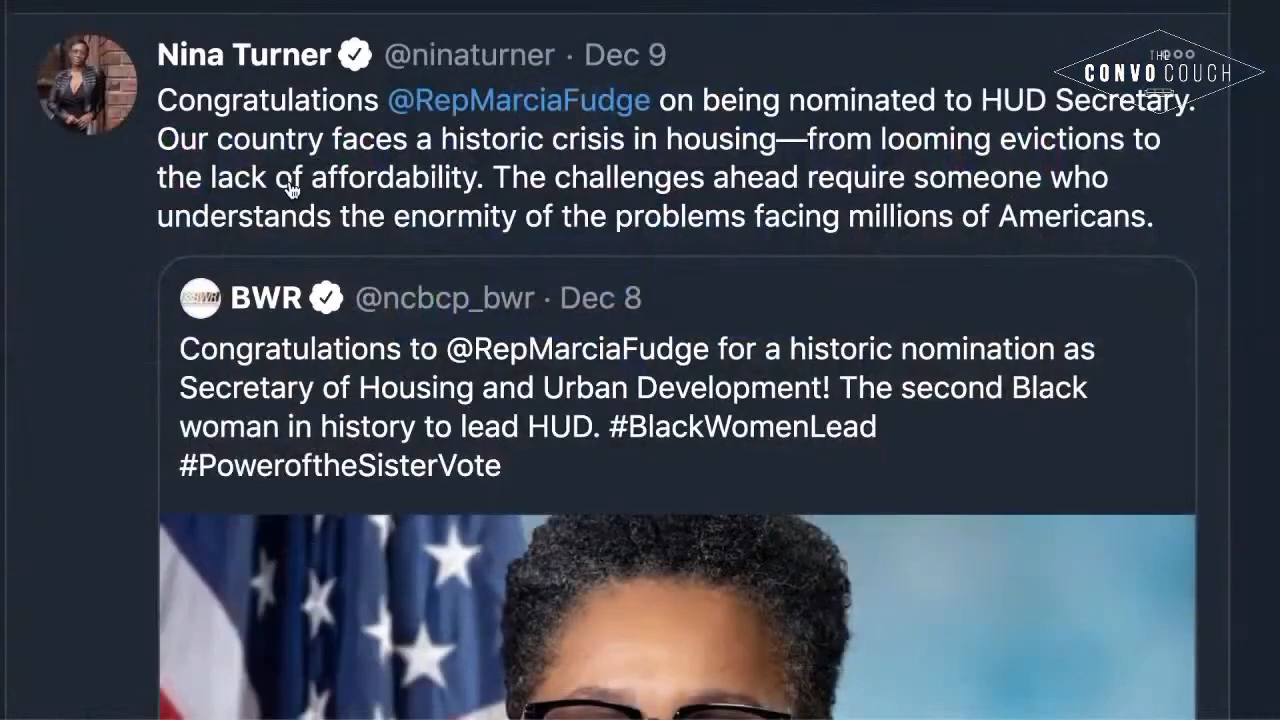 Nina Turner @ninaturner · Dec 9
Congratulations @RepMarciaFudge on being nominated to HUD Secretary.
Our country faces a historic crisis in housing—from looming evictions to
the lack of affordability. The challenges ahead require someone who
understands the enormity of the problems facing millions of Americans.
BWR @ncbcp_bwr · Dec 8
Congratulations to @RepMarciaFudge for a historic nomination as
Secretary of Housing and Urban Development! The second Black
woman in history to lead HUD. #BlackWomenLead
#PoweroftheSisterVote
THE
CONVO COUCH